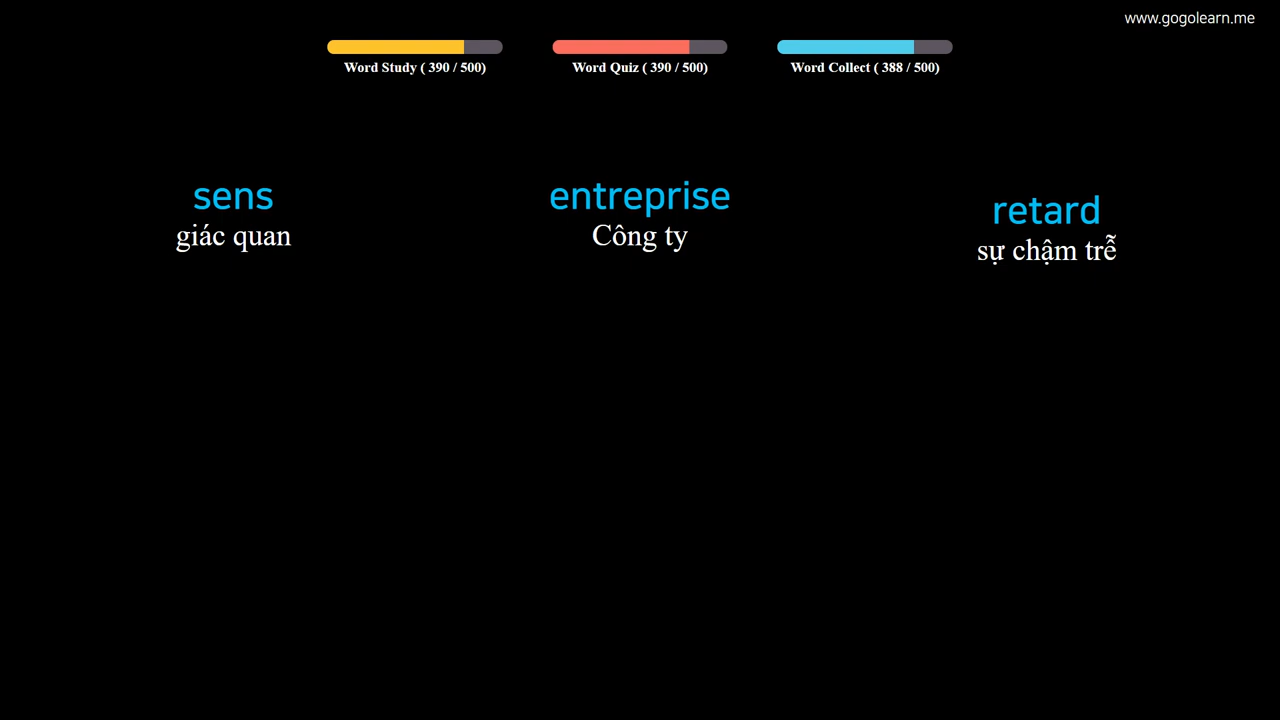 www.gogolearn.me
Word Study ( 390 / 500)
Word Quiz ( 390 / 500)
Word Collect ( 388 / 500)
sens
giác quan
entreprise
Công ty
retard
sự chậm trễ